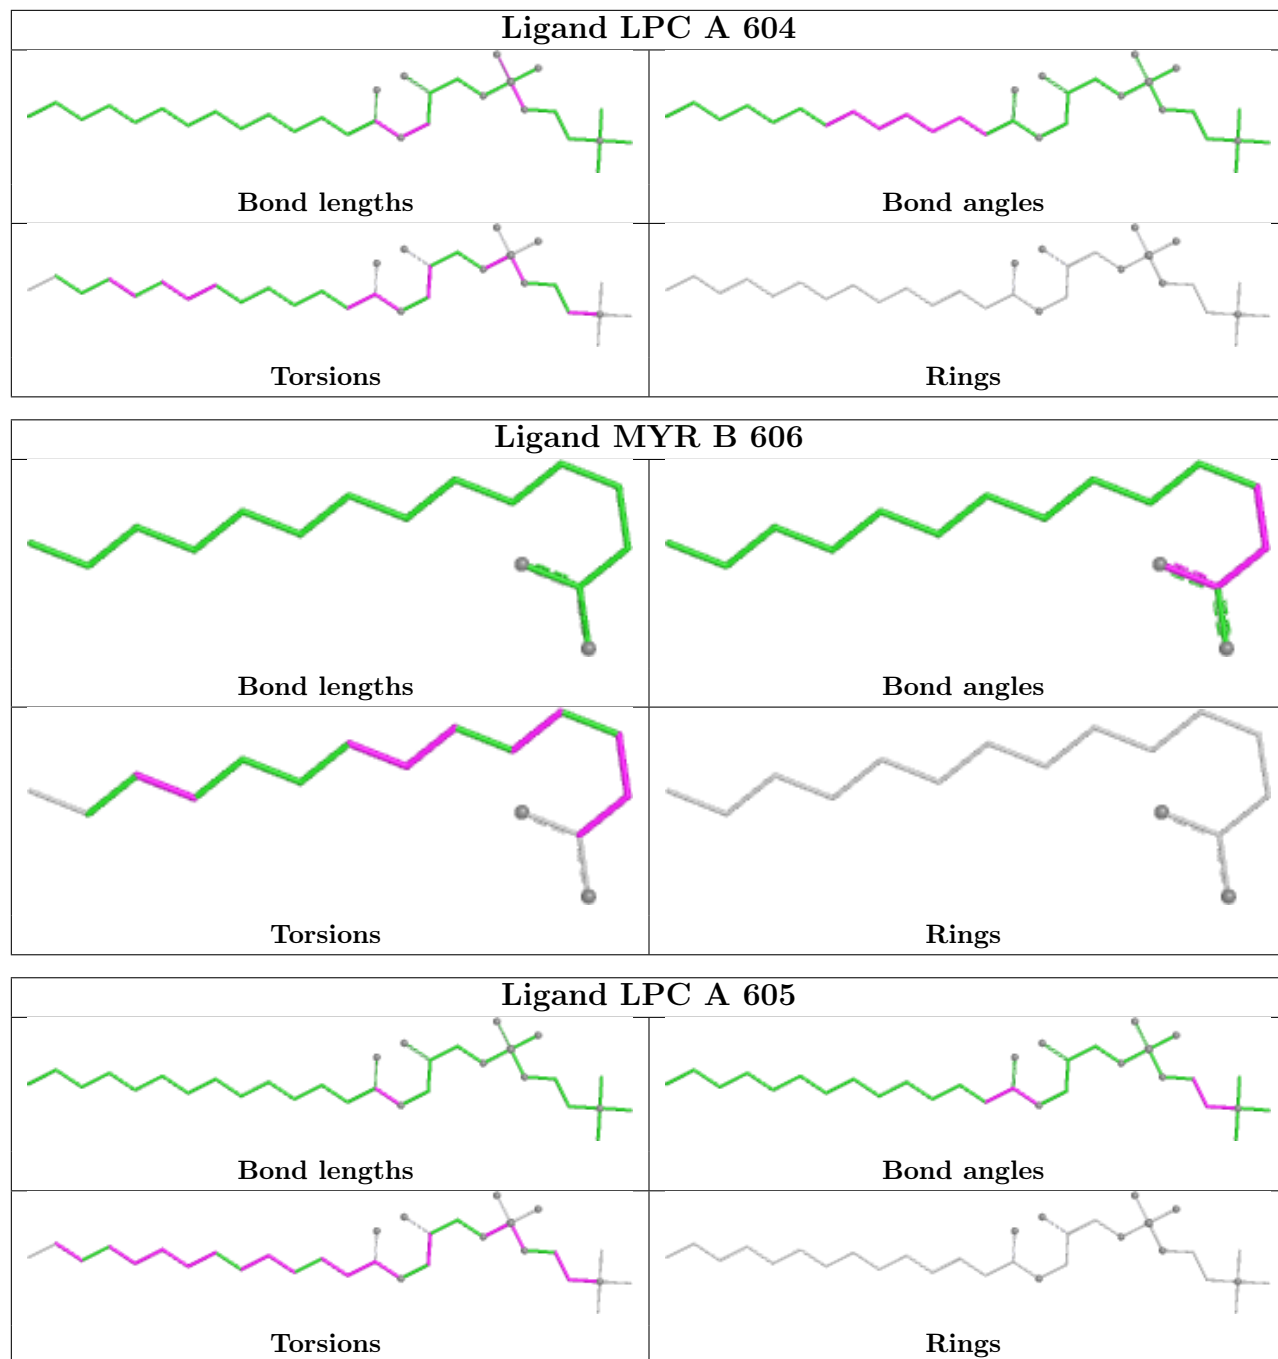 Ligand LPC A 604
Bond lengths
Bond angles
Torsions
Rings
Ligand MYR B 606
Bond lengths
Bond angles
Torsions
Rings
Ligand LPC A 605
Bond lengths
Bond angles
Torsions
Rings